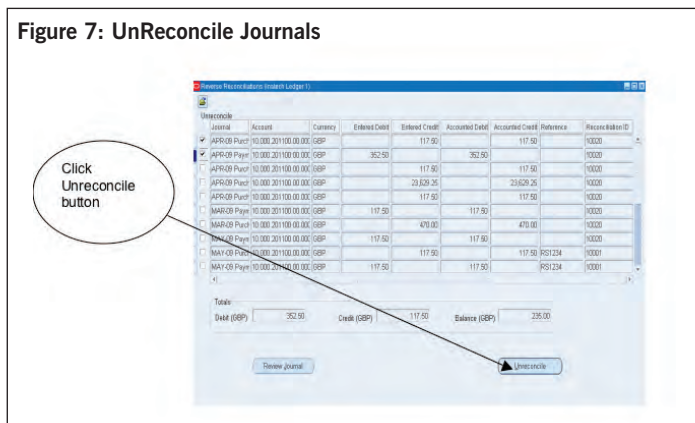 Figure 7: UnReconcile Journals
Reverse Reconciliations (Instech Ledger 1)
Unreconcile
Journal Account Currency Entered Debit Entered Credit Accounted Debit Accounted Credit Reference Reconciliation ID
APR-09 Purch 10.000.201100.00.000 GBP 117.50 117.50 10020
APR-09 Paym 10.000.201100.00.000 GBP 352.50 352.50 10020
APR-09 Purch 10.000.201100.00.000 GBP 117.50 117.50 10020
APR-09 Purch 10.000.201100.00.000 GBP 23,629.25 23,629.25 10020
APR-09 Purch 10.000.201100.00.000 GBP 117.50 117.50 10020
MAR-09 Paym 10.000.201100.00.000 GBP 117.50 117.50 10020
MAR-09 Purch 10.000.201100.00.000 GBP 470.00 470.00 10020
MAY-09 Paym 10.000.201100.00.000 GBP 117.50 117.50 10020
MAY-09 Purch 10.000.201100.00.000 GBP 117.50 117.50 RS1234 10001
MAY-09 Paym 10.000.201100.00.000 GBP 117.50 117.50 RS1234 10001
Click
Unreconcile
button
Totals
Debit (GBP) 352.50 Credit (GBP) 117.50 Balance (GBP) 235.00
Review Journal Unreconcile